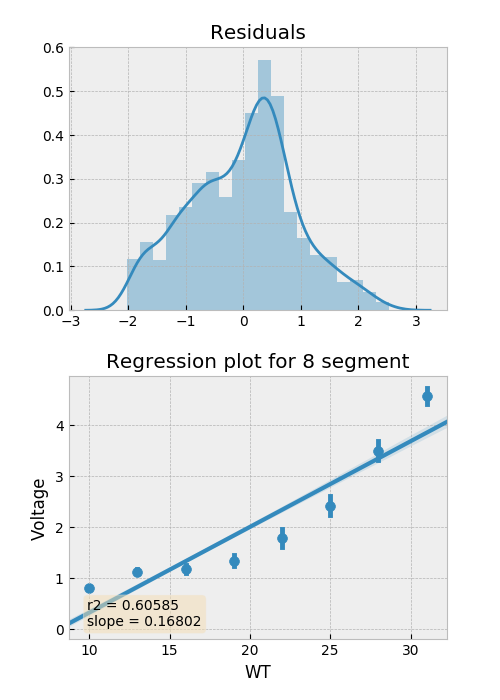 Residuals
0.6
0.5
0.4
0.3
0.2
0.1
0.0
−3 −2 −1 0 1 2 3
Regression plot for 8 segment
4
3
2
1
0
Voltage
r2 = 0.60585
slope = 0.16802
10 15 20 25 30
WT